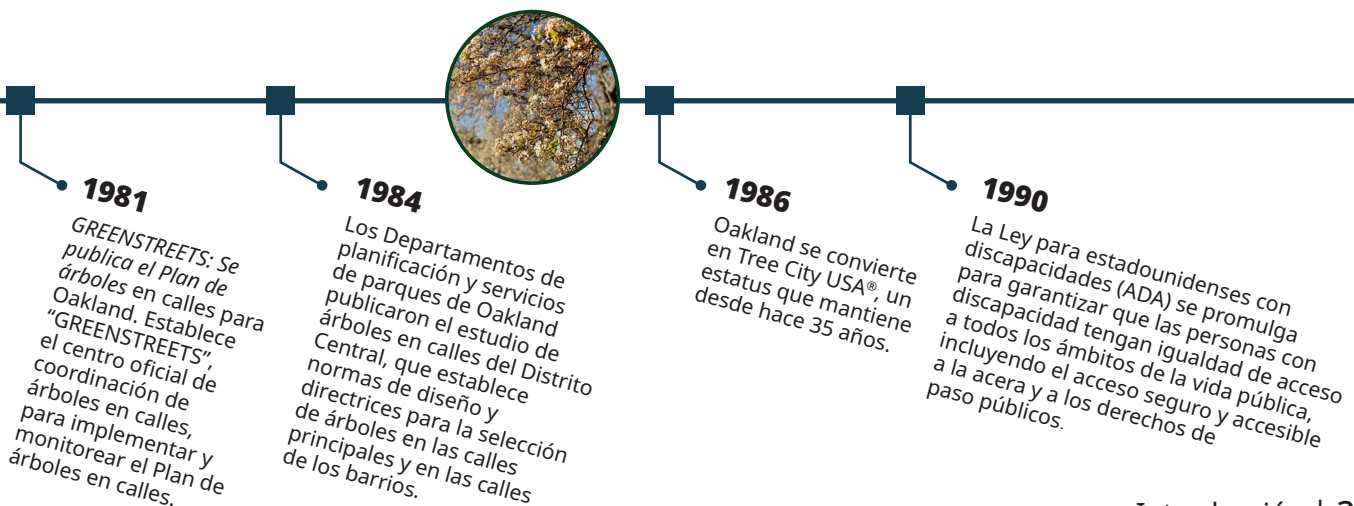 1981
GREENSTREETS: Se
publica el Plan de
árboles en calles para
Oakland. Establece
“GREENSTREETS”,
el centro oficial de
coordinación de
árboles en calles,
para implementar y
monitorear el Plan de
árboles en calles.
1984
Los Departamentos de
planificación y servicios
de parques de Oakland
publicaron el estudio de
árboles en calles del Distrito
Central, que establece
normas de diseño y
directrices para la selección
de árboles en las calles
principales y en las calles
de los barrios.
1986
Oakland se convierte
en Tree City USA®, un
estatus que mantiene
desde hace 35 años.
1990
La Ley para estadounidenses con
discapacidades (ADA) se promulga
para garantizar que las personas con
discapacidad tengan igualdad de acceso
a todos los ámbitos de la vida pública,
incluyendo el acceso seguro y accesible
a la acera y a los derechos de
paso públicos.